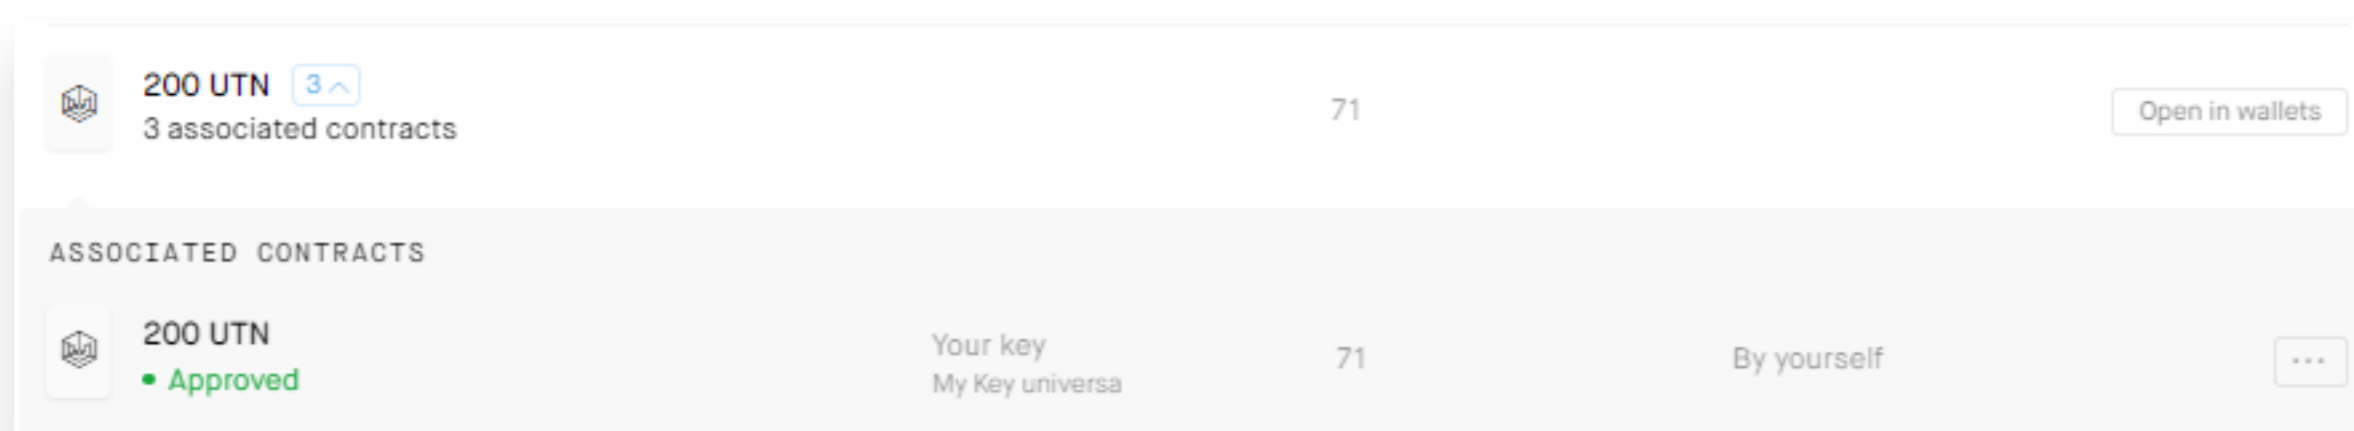 200 UTN 3
3 associated contracts
71
Open in wallets
ASSOCIATED CONTRACTS
200 UTN
Approved
Your key
My Key universa
71
By yourself
...